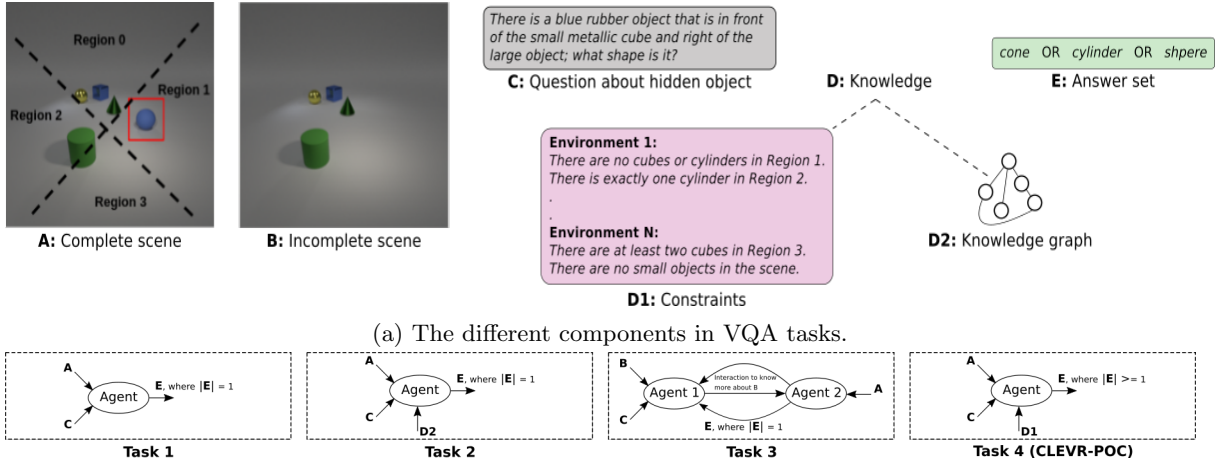 Region 0
Region 1
Region 2
Region 3
A: Complete scene
B: Incomplete scene
There is a blue rubber object that is in front
of the small metallic cube and right of the
large object; what shape is it?
C: Question about hidden object
D: Knowledge
Environment 1:
There are no cubes or cylinders in Region 1.
There is exactly one cylinder in Region 2.
.
.
Environment N:
There are at least two cubes in Region 3.
There are no small objects in the scene.
D1: Constraints
D2: Knowledge graph
cone OR cylinder OR shpere
E: Answer set
(a) The different components in VQA tasks.
A
C
Agent
E, where |E| = 1
Task 1
A
C
Agent
D2
E, where |E| = 1
Task 2
B
C
Agent 1
Interaction to know
more about B
Agent 2
A
E, where |E| = 1
Task 3
A
C
Agent
D1
E, where |E| >= 1
Task 4 (CLEVR-POC)